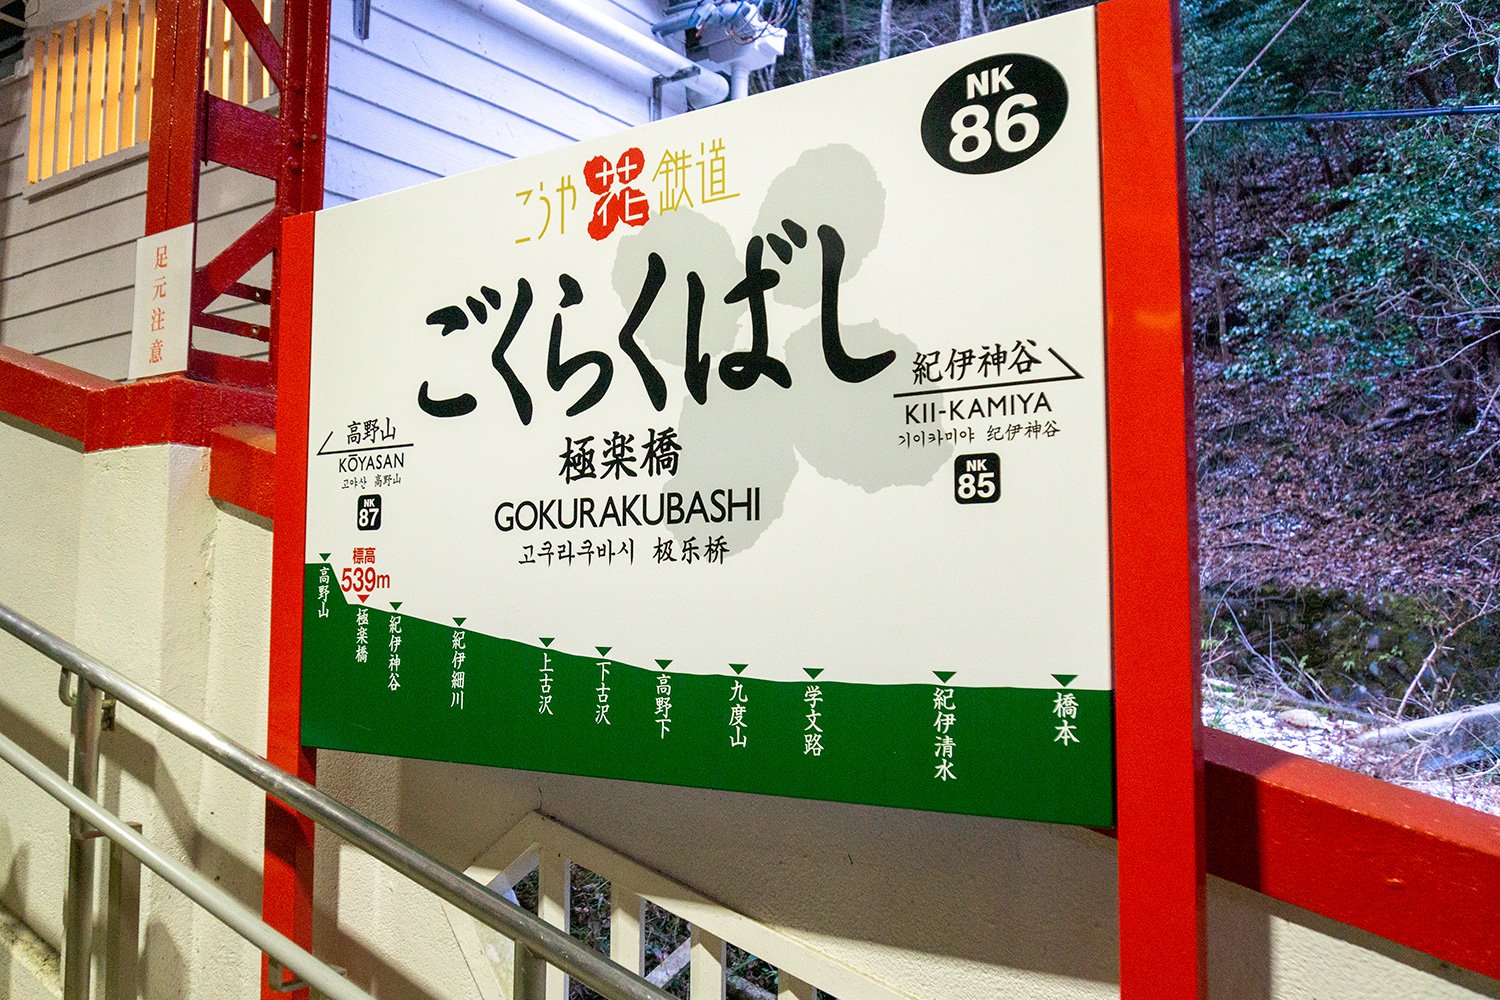 足元注意
こうや花鉄道
NK
86
ごくらくばし
極楽橋
GOKURAKUBASHI
고쿠라쿠바시 极乐桥
高野山
KŌYASAN
고야산 高野山
NK
87
紀伊神谷
KII-KAMIYA
기이카미야 纪伊神谷
NK
85
標高
539m
高野山
極楽橋
紀伊神谷
紀伊細川
上古沢
下古沢
高野下
九度山
学文路
紀伊清水
橋本